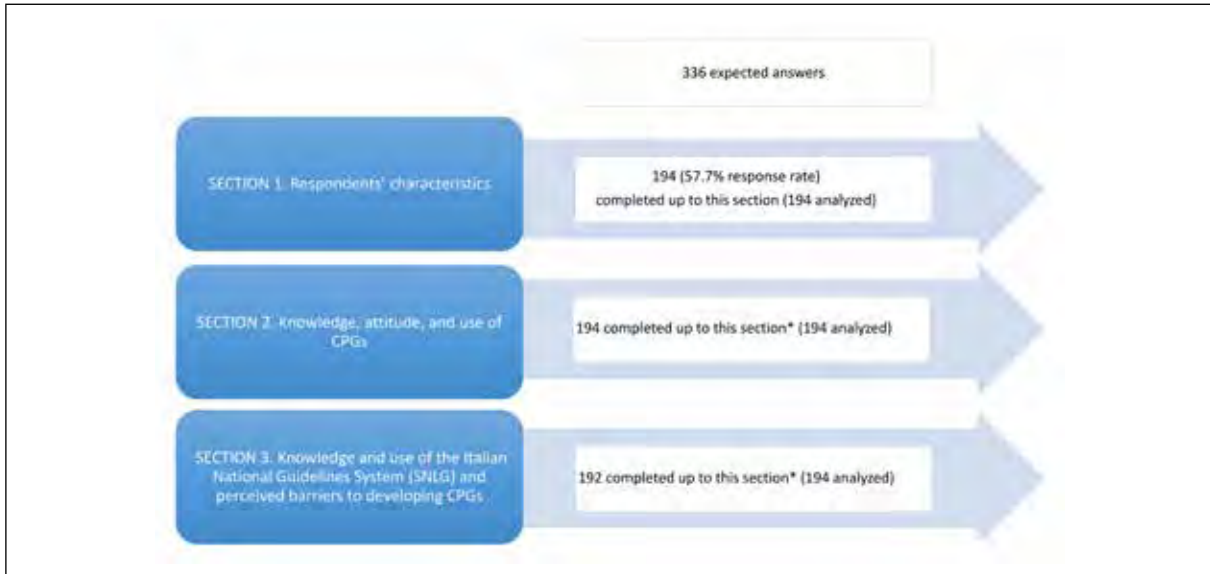 336 expected answers
SECTION 1. Respondents' characteristics
194 (57.7% response rate)
completed up to this section (194 analyzed)
SECTION 2. Knowledge, attitude, and use of
CPGs
194 completed up to this section* (194 analyzed)
SECTION 3. Knowledge and use of the Italian
National Guidelines System (SNLG) and
perceived barriers to developing CPGs
192 completed up to this section* (194 analyzed)